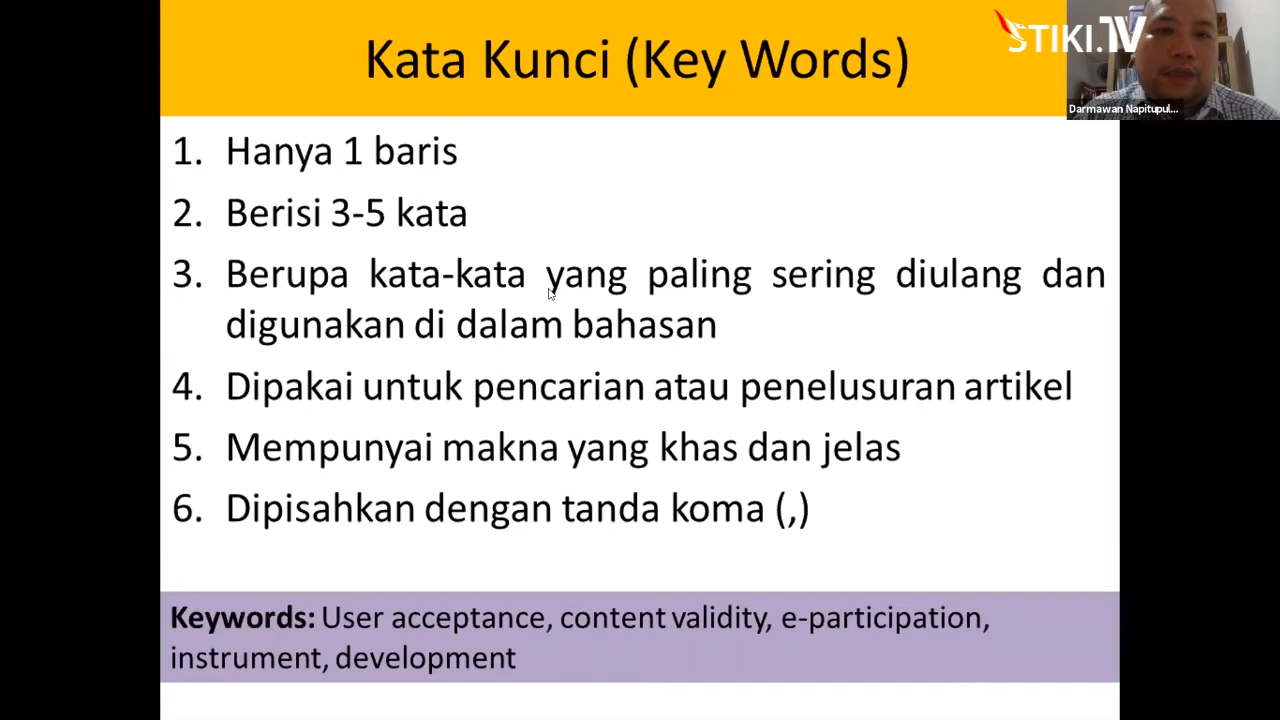 Kata Kunci (Key Words)
STIKI.TV
Darmawan Napitupul...
1. Hanya 1 baris
2. Berisi 3-5 kata
3. Berupa kata-kata yang paling sering diulang dan
digunakan di dalam bahasan
4. Dipakai untuk pencarian atau penelusuran artikel
5. Mempunyai makna yang khas dan jelas
6. Dipisahkan dengan tanda koma (,)
Keywords: User acceptance, content validity, e-participation,
instrument, development